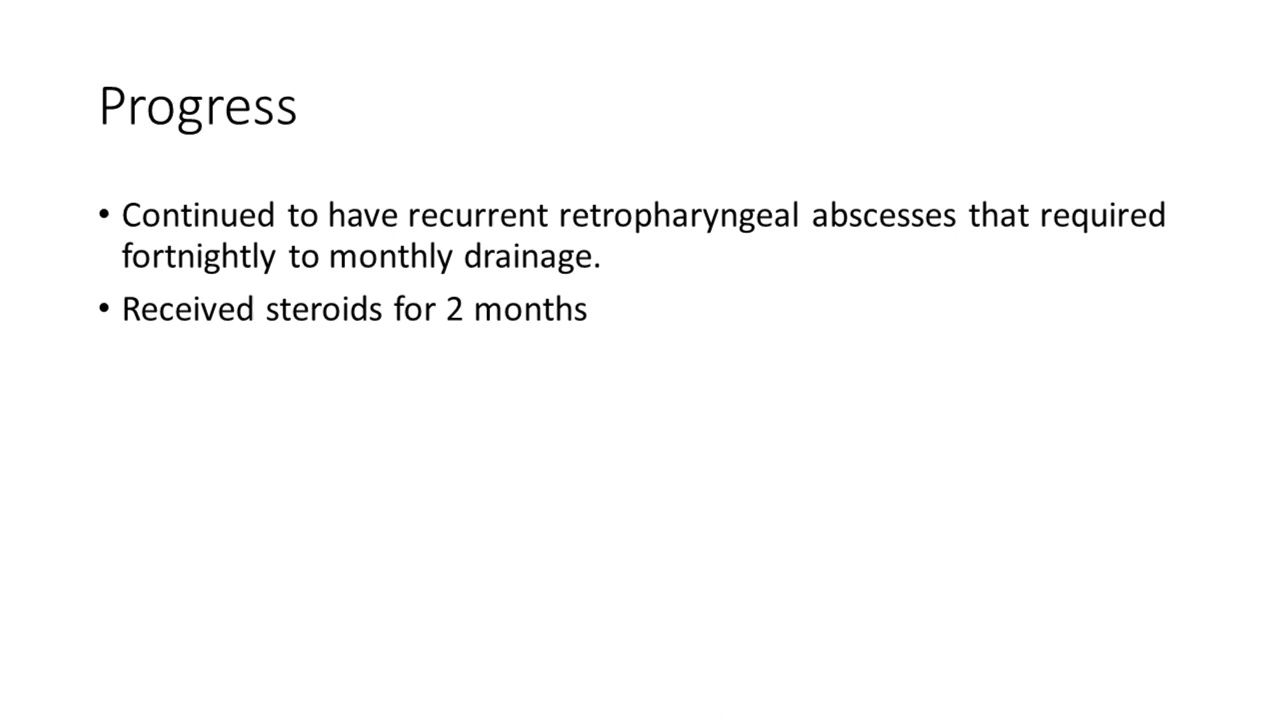 Progress
• Continued to have recurrent retropharyngeal abscesses that required
fortnightly to monthly drainage.
• Received steroids for 2 months